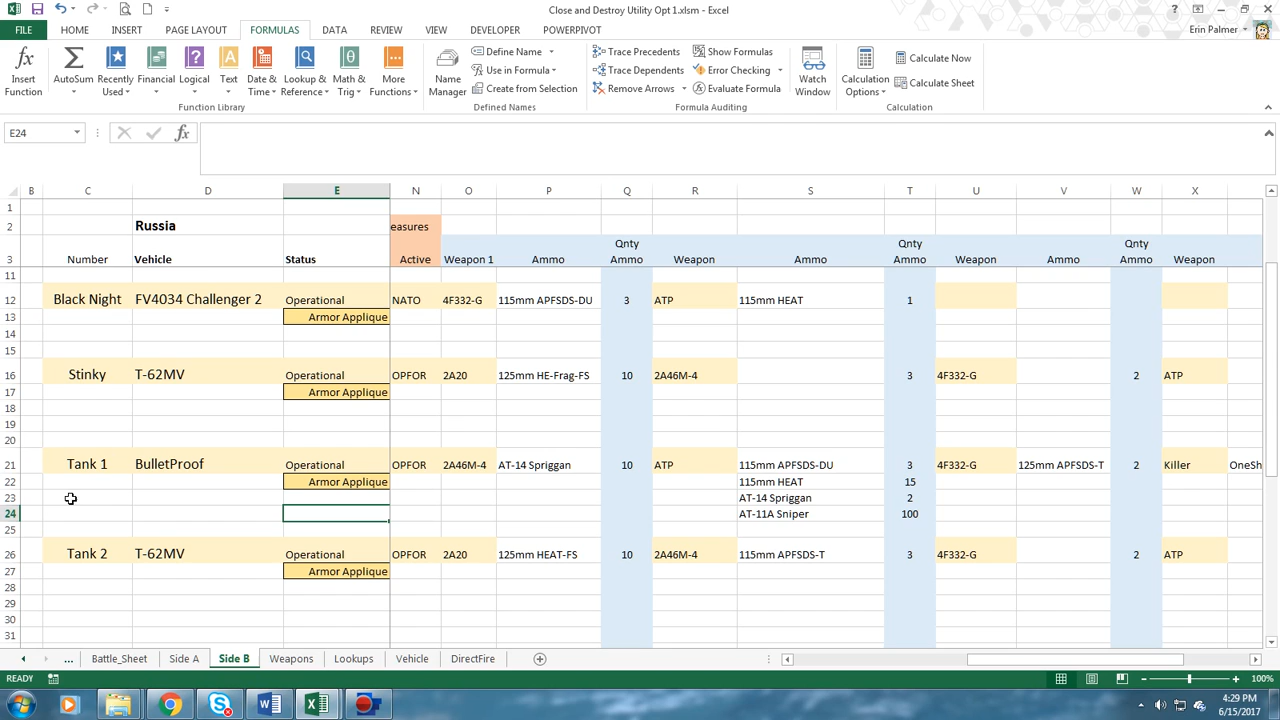 Close and Destroy Utility Opt 1.xlsm - Excel
FILE HOME INSERT PAGE LAYOUT FORMULAS DATA REVIEW VIEW DEVELOPER POWERPIVOT Erin Palmer
Insert Function
AutoSum
Recently Used
Financial
Logical
Text
Date & Time
Lookup & Reference
Math & Trig
More Functions
Function Library
Name Manager
Define Name
Use in Formula
Create from Selection
Defined Names
Trace Precedents
Trace Dependents
Remove Arrows
Show Formulas
Error Checking
Evaluate Formula
Formula Auditing
Watch Window
Calculation Options
Calculate Now
Calculate Sheet
Calculation
E24
B C D E N O P Q R S T U V W X
1
2 Russia easures
3 Number Vehicle Status Active Weapon 1 Ammo Qnty Ammo Weapon Ammo Qnty Ammo Weapon Ammo Qnty Ammo Weapon
11
12 Black Night FV4034 Challenger 2 Operational NATO 4F332-G 115mm APFSDS-DU 3 ATP 115mm HEAT 1
13 Armor Applique
14
15
16 Stinky T-62MV Operational OPFOR 2A20 125mm HE-Frag-FS 10 2A46M-4 3 4F332-G 2 ATP
17 Armor Applique
18
19
20
21 Tank 1 BulletProof Operational OPFOR 2A46M-4 AT-14 Spriggan 10 ATP 115mm APFSDS-DU 3 4F332-G 125mm APFSDS-T 2 Killer OneSh
22 Armor Applique 115mm HEAT 15
23 AT-14 Spriggan 2
24 AT-11A Sniper 100
25
26 Tank 2 T-62MV Operational OPFOR 2A20 125mm HEAT-FS 10 2A46M-4 115mm APFSDS-T 3 4F332-G 2 ATP
27 Armor Applique
28
29
30
31
... Battle_Sheet Side A Side B Weapons Lookups Vehicle DirectFire
READY 100%
4:29 PM
6/15/2017